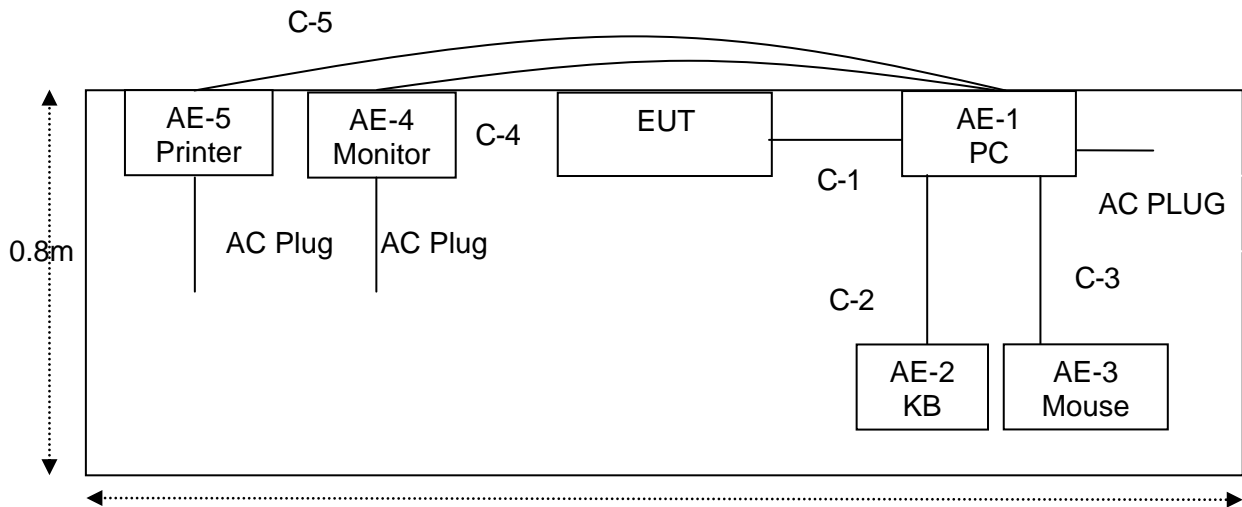 C-5
AE-5
Printer
AE-4
Monitor
C-4
EUT
C-1
AE-1
PC
AC PLUG
AC Plug
AC Plug
0.8m
C-2
C-3
AE-2
KB
AE-3
Mouse